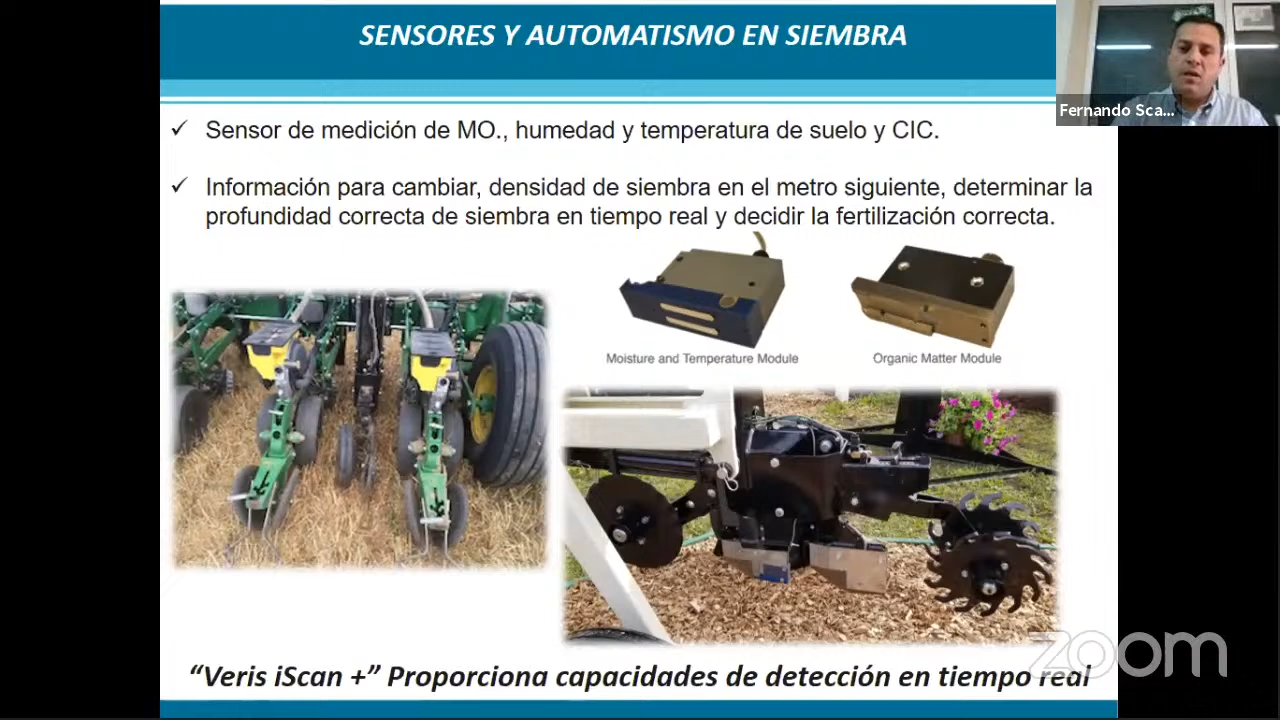 SENSORES Y AUTOMATISMO EN SIEMBRA
Fernando Sca...
Sensor de medición de MO., humedad y temperatura de suelo y CIC.
Información para cambiar, densidad de siembra en el metro siguiente, determinar la
profundidad correcta de siembra en tiempo real y decidir la fertilización correcta.
Moisture and Temperature Module
Organic Matter Module
“Veris iScan +” Proporciona capacidades de detección en tiempo real
zoom